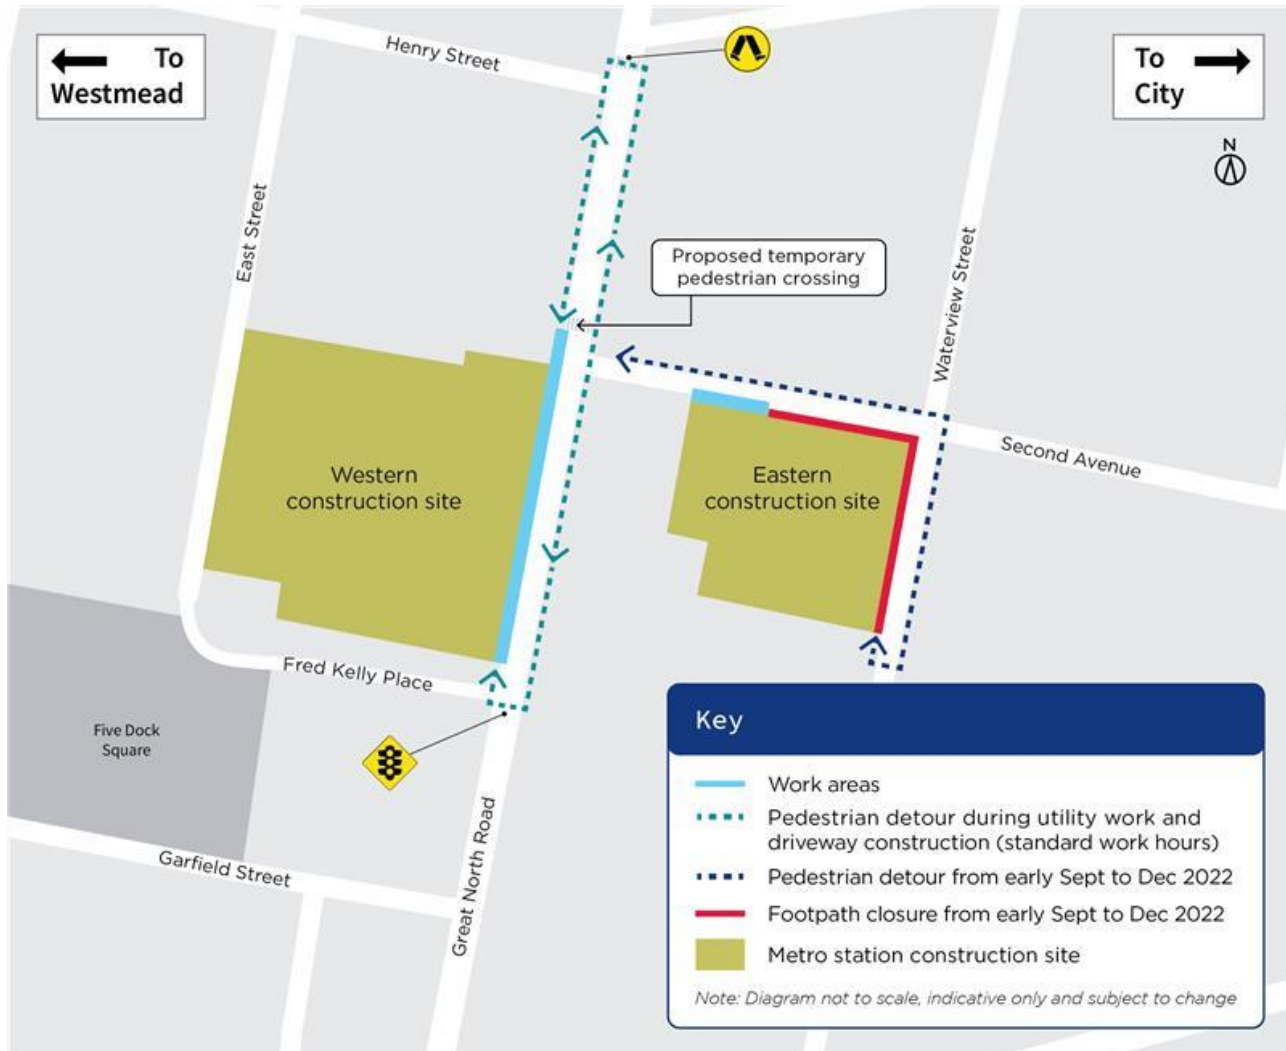 To
Westmead
Henry Street
To
City
N
East Street
Proposed temporary
pedestrian crossing
Waterview Street
Western
construction site
Eastern
construction site
Second Avenue
Fred Kelly Place
Five Dock
Square
Garfield Street
Great North Road
Key
Work areas
Pedestrian detour during utility work and
driveway construction (standard work hours)
Pedestrian detour from early Sept to Dec 2022
Footpath closure from early Sept to Dec 2022
Metro station construction site
Note: Diagram not to scale, indicative only and subject to change